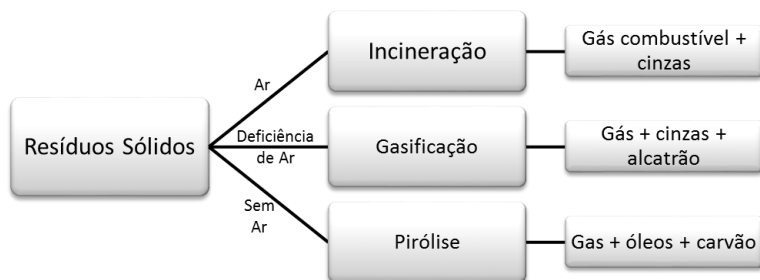 Resíduos Sólidos
Ar
Deficiência
de Ar
Sem
Ar
Incineração
Gasificação
Pirólise
Gás combustível +
cinzas
Gás + cinzas +
alcatrão
Gas + óleos + carvão